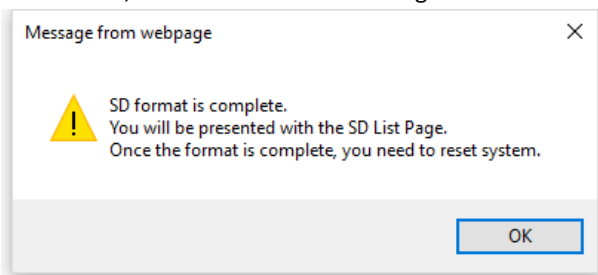 Message from webpage
SD format is complete.
You will be presented with the SD List Page.
Once the format is complete, you need to reset system.
OK